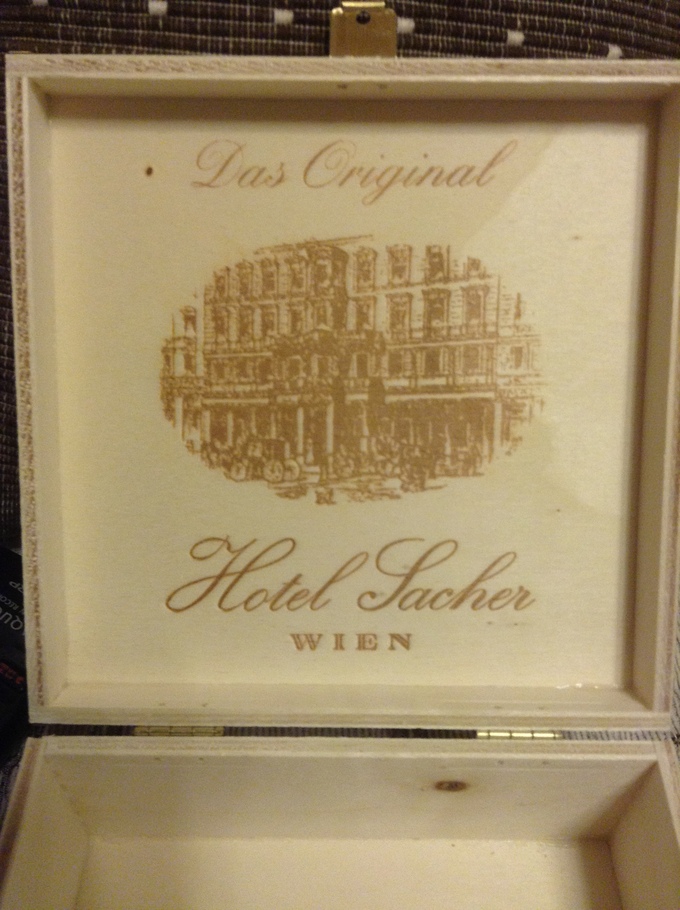 Das Original
Hotel Sacher
WIEN